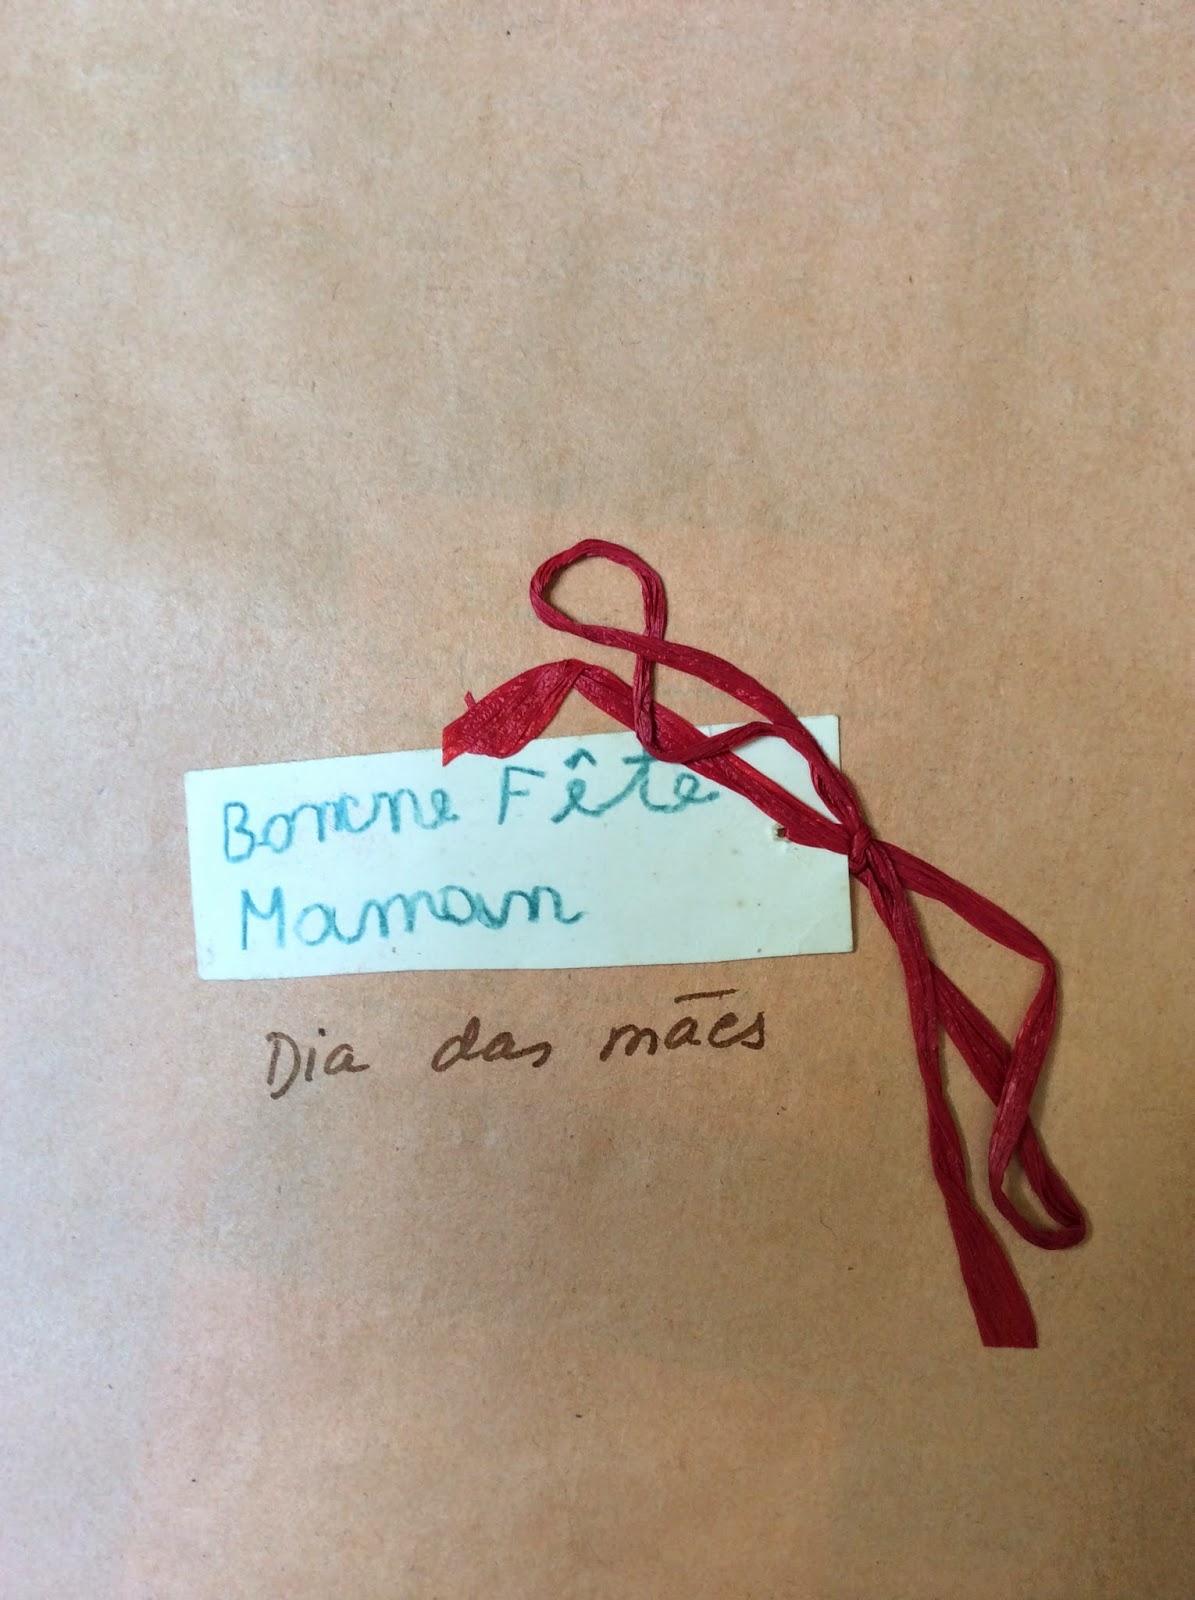 Bonne Fête
Maman
Dia das mães